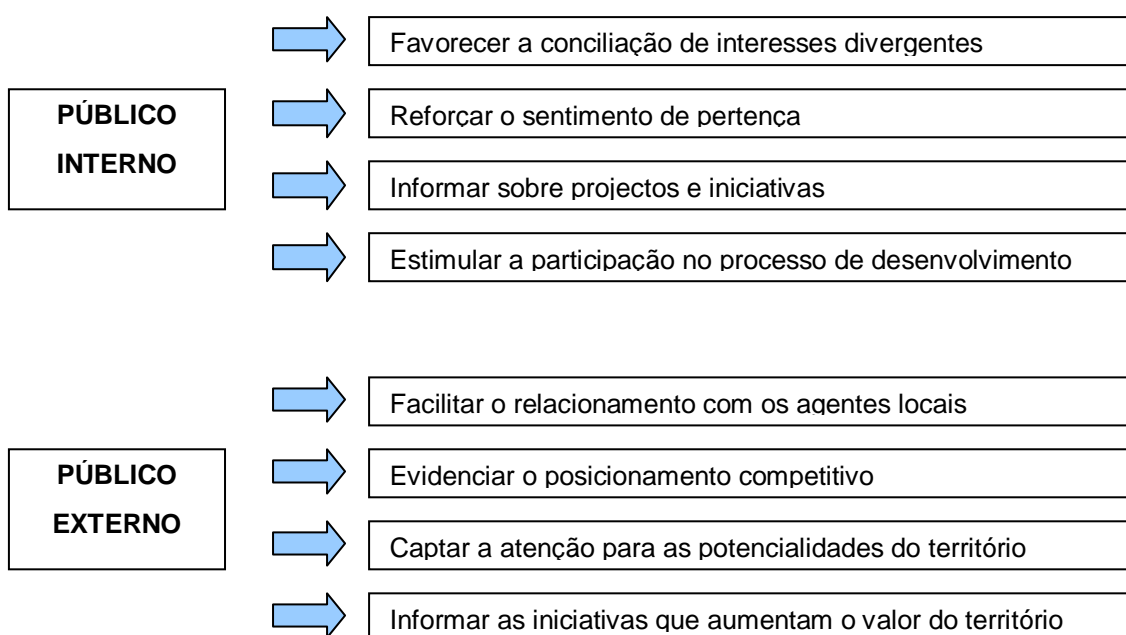 Favorecer a conciliação de interesses divergentes
PÚBLICO
INTERNO
Reforçar o sentimento de pertença
Informar sobre projectos e iniciativas
Estimular a participação no processo de desenvolvimento
Facilitar o relacionamento com os agentes locais
PÚBLICO
EXTERNO
Evidenciar o posicionamento competitivo
Captar a atenção para as potencialidades do território
Informar as iniciativas que aumentam o valor do território